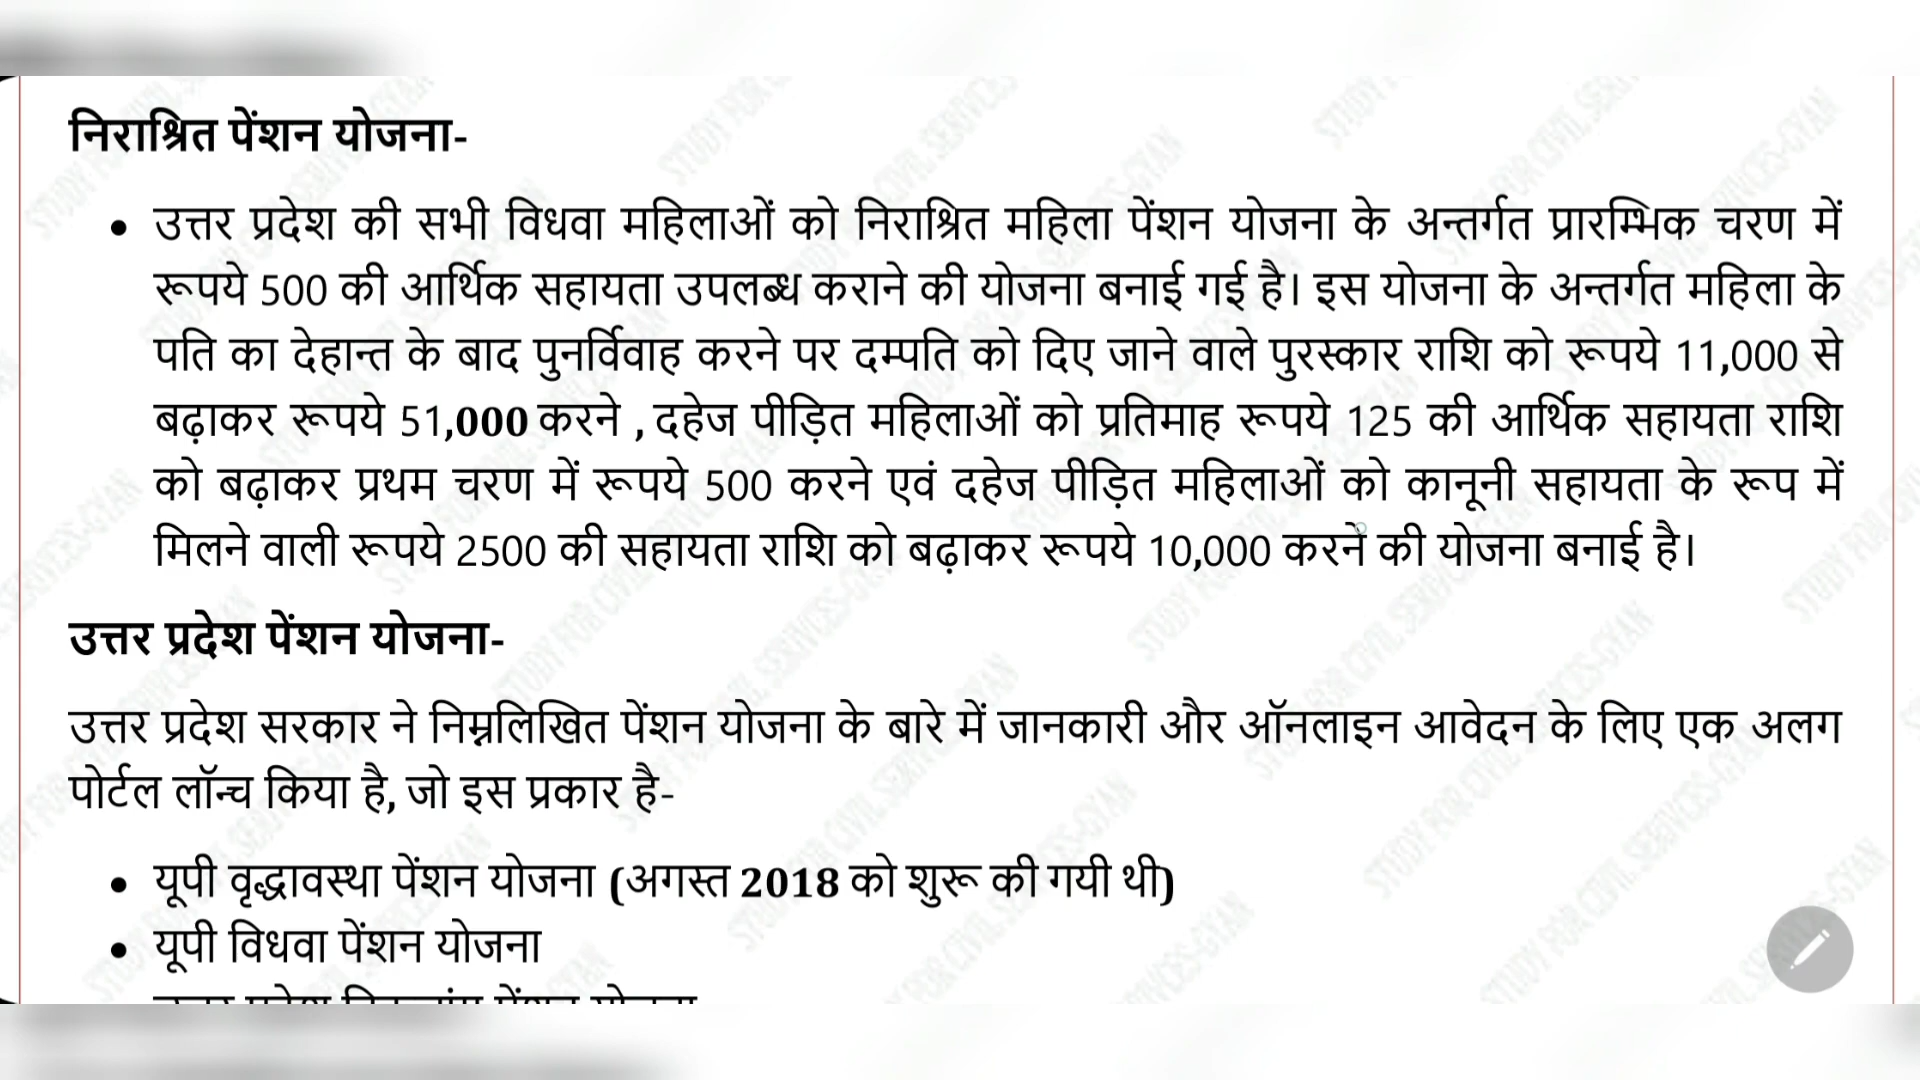 निराश्रित पेंशन योजना-
• उत्तर प्रदेश की सभी विधवा महिलाओं को निराश्रित महिला पेंशन योजना के अन्तर्गत प्रारम्भिक चरण में
रूपये 500 की आर्थिक सहायता उपलब्ध कराने की योजना बनाई गई है। इस योजना के अन्तर्गत महिला के
पति का देहान्त के बाद पुनर्विवाह करने पर दम्पति को दिए जाने वाले पुरस्कार राशि को रूपये 11,000 से
बढ़ाकर रूपये 51,000 करने , दहेज पीड़ित महिलाओं को प्रतिमाह रूपये 125 की आर्थिक सहायता राशि
को बढ़ाकर प्रथम चरण में रूपये 500 करने एवं दहेज पीड़ित महिलाओं को कानूनी सहायता के रूप में
मिलने वाली रूपये 2500 की सहायता राशि को बढ़ाकर रूपये 10,000 करने की योजना बनाई है।
उत्तर प्रदेश पेंशन योजना-
उत्तर प्रदेश सरकार ने निम्नलिखित पेंशन योजना के बारे में जानकारी और ऑनलाइन आवेदन के लिए एक अलग
पोर्टल लॉन्च किया है, जो इस प्रकार है-
• यूपी वृद्धावस्था पेंशन योजना (अगस्त 2018 को शुरू की गयी थी)
• यूपी विधवा पेंशन योजना